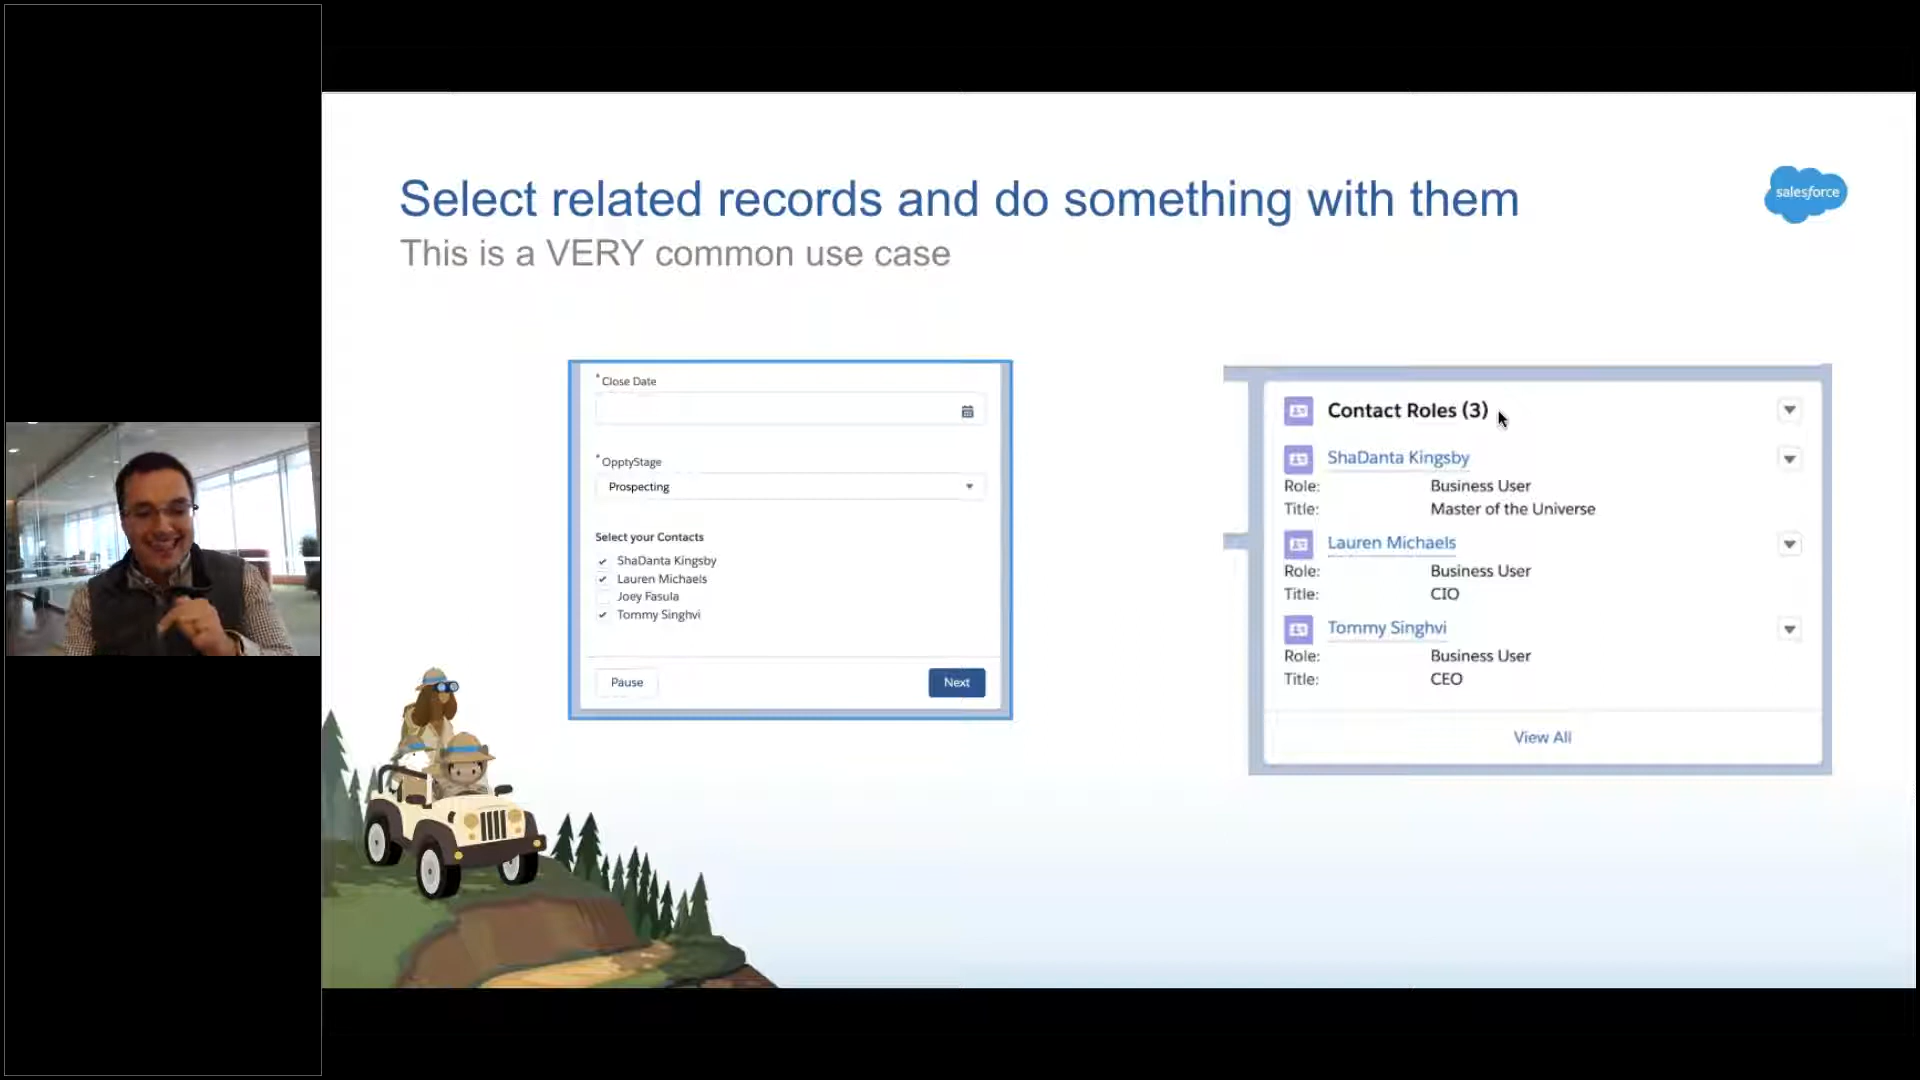 Select related records and do something with them
salesforce
This is a VERY common use case
* Close Date
* OpptyStage
Prospecting
Select your Contacts
ShaDanta Kingsby
Lauren Michaels
Joey Fasula
Tommy Singhvi
Pause
Next
Contact Roles (3)
ShaDanta Kingsby
Role: Business User
Title: Master of the Universe
Lauren Michaels
Role: Business User
Title: CIO
Tommy Singhvi
Role: Business User
Title: CEO
View All